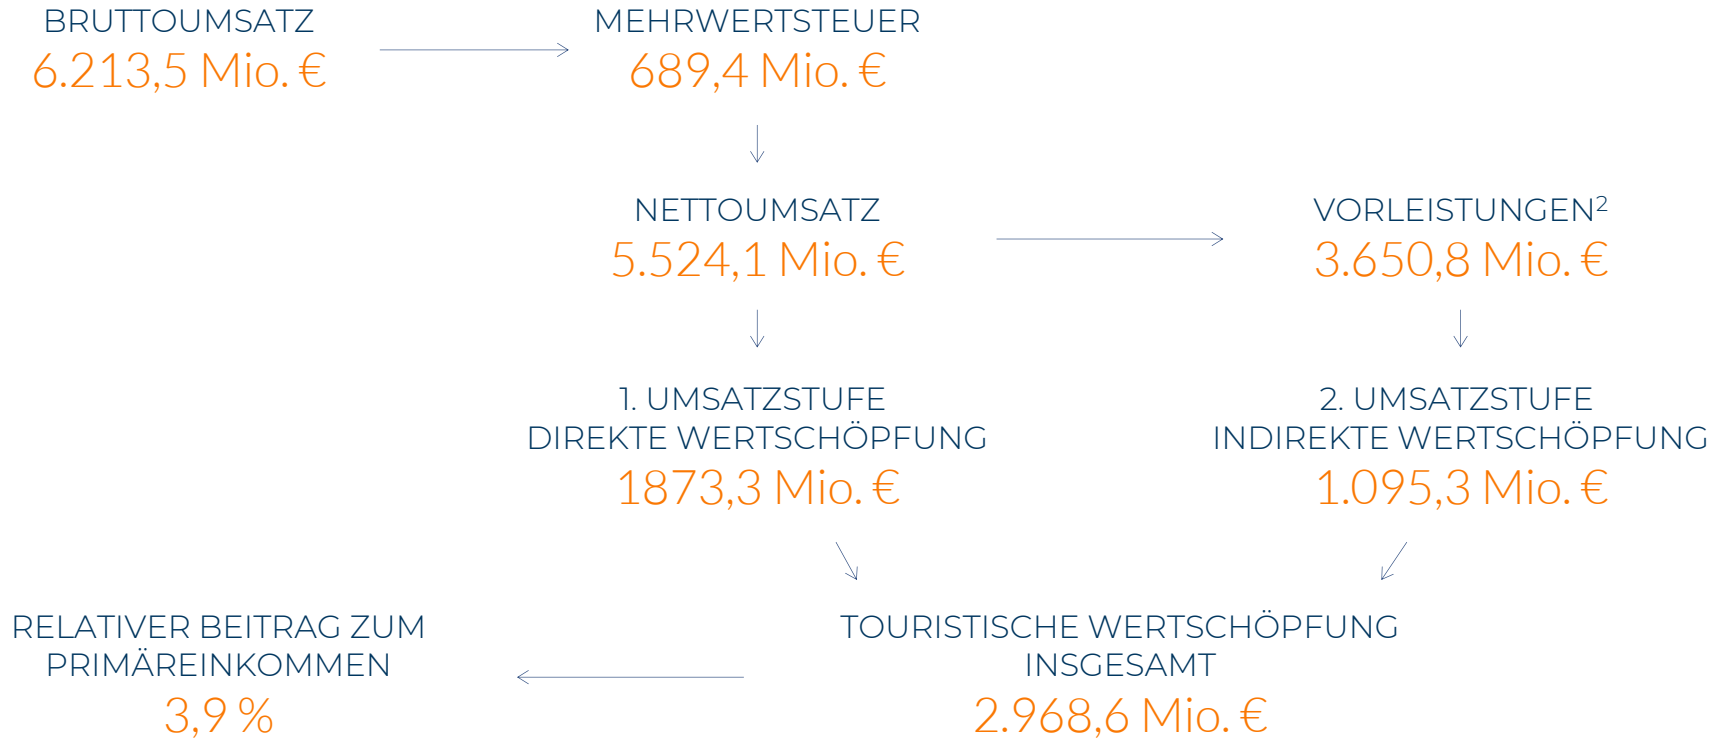 BRUTTOUMSATZ
6.213,5 Mio. €
MEHRWERTSTEUER
689,4 Mio. €
NETTOUMSATZ
5.524,1 Mio. €
VORLEISTUNGEN²
3.650,8 Mio. €
1. UMSATZSTUFE
DIREKTE WERTSCHÖPFUNG
1873,3 Mio. €
2. UMSATZSTUFE
INDIREKTE WERTSCHÖPFUNG
1.095,3 Mio. €
RELATIVER BEITRAG ZUM
PRIMÄREINKOMMEN
3,9 %
TOURISTISCHE WERTSCHÖPFUNG
INSGESAMT
2.968,6 Mio. €